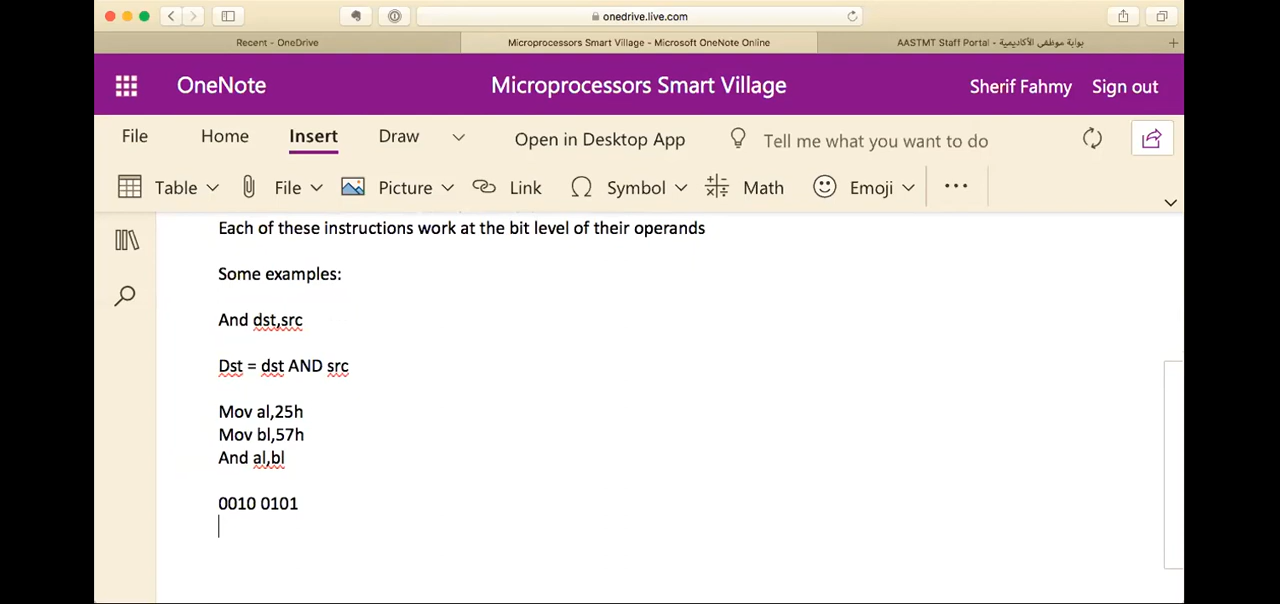 onedrive.live.com
Recent - OneDrive
Microprocessors Smart Village - Microsoft OneNote Online
AASTMT Staff Portal - بوابة موظفي الأكاديمية
OneNote
Microprocessors Smart Village
Sherif Fahmy
Sign out
File
Home
Insert
Draw
Open in Desktop App
Tell me what you want to do
Table
File
Picture
Link
Symbol
Math
Emoji
Each of these instructions work at the bit level of their operands
Some examples:
And dst,src
Dst = dst AND src
Mov al,25h
Mov bl,57h
And al,bl
0010 0101